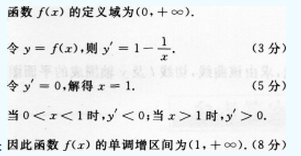 函数 f(x) 的定义域为(0,+∞).
令 y = f(x),则 y′ = 1 − 1/x. (3 分)
令 y′ = 0,解得 x = 1. (5 分)
当 0 < x < 1 时,y′ < 0;当 x > 1 时,y′ > 0.
因此函数 f(x) 的单调增区间为(1,+∞).(8 分)